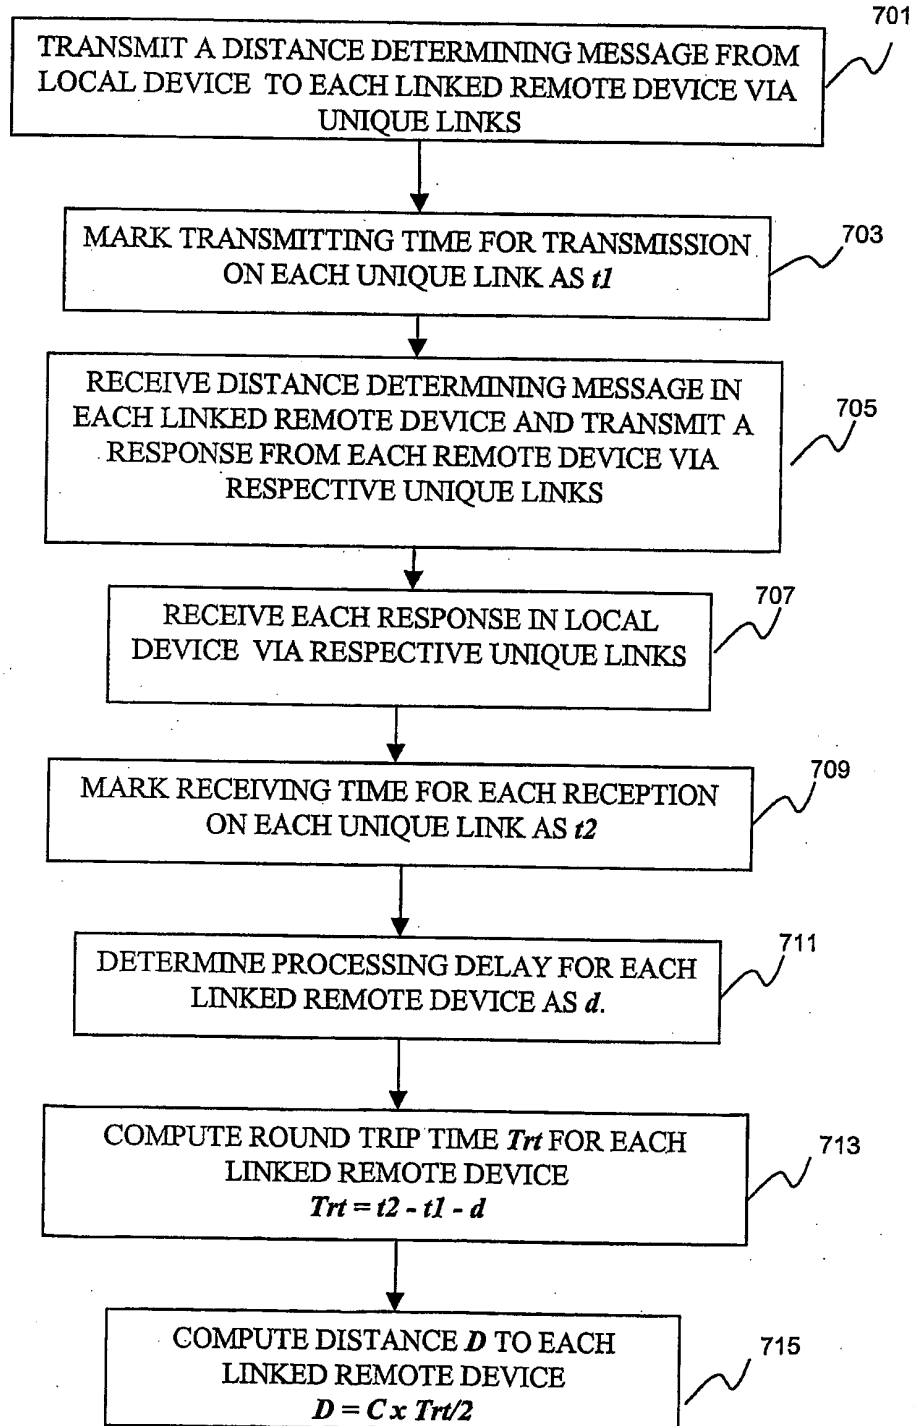 701
TRANSMIT A DISTANCE DETERMINING MESSAGE FROM
LOCAL DEVICE TO EACH LINKED REMOTE DEVICE VIA
UNIQUE LINKS
703
MARK TRANSMITTING TIME FOR TRANSMISSION
ON EACH UNIQUE LINK AS t1
705
RECEIVE DISTANCE DETERMINING MESSAGE IN
EACH LINKED REMOTE DEVICE AND TRANSMIT A
RESPONSE FROM EACH REMOTE DEVICE VIA
RESPECTIVE UNIQUE LINKS
707
RECEIVE EACH RESPONSE IN LOCAL
DEVICE VIA RESPECTIVE UNIQUE LINKS
709
MARK RECEIVING TIME FOR EACH RECEPTION
ON EACH UNIQUE LINK AS t2
711
DETERMINE PROCESSING DELAY FOR EACH
LINKED REMOTE DEVICE AS d.
713
COMPUTE ROUND TRIP TIME Trt FOR EACH
LINKED REMOTE DEVICE
Trt = t2 - t1 - d
715
COMPUTE DISTANCE D TO EACH
LINKED REMOTE DEVICE
D = C x Trt/2